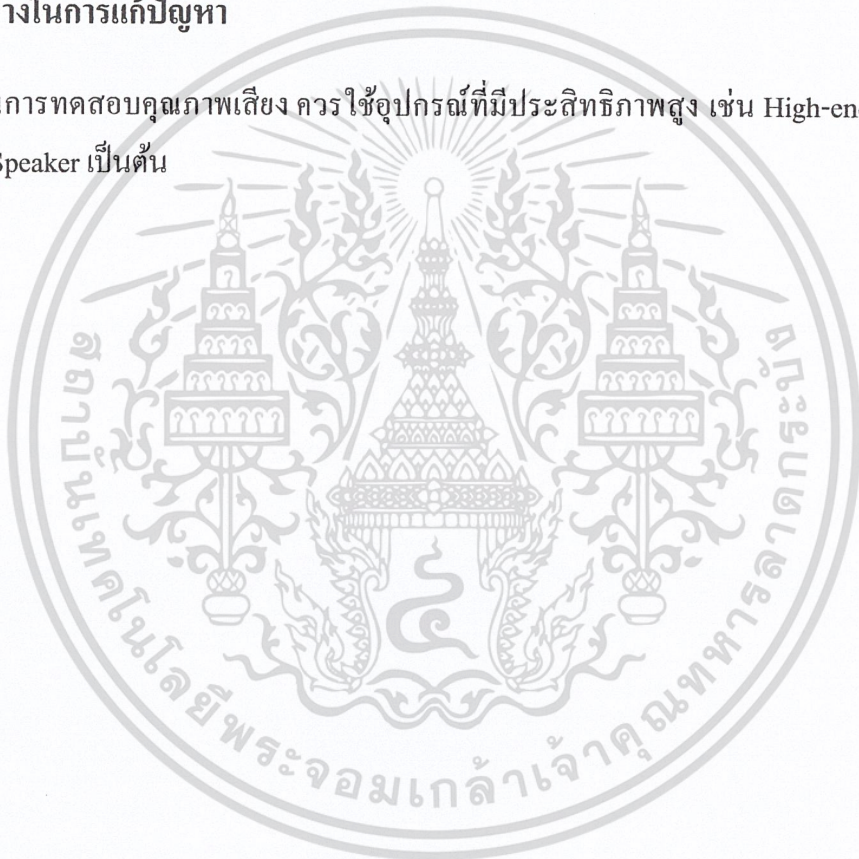 างในการแก้ปัญหา
นการทดสอบคุณภาพเสียง ควรใช้อุปกรณ์ที่มีประสิทธิภาพสูง เช่น High-en
Speaker เป็นต้น
สถาบันเทคโนโลยีพระจอมเกล้าเจ้าคุณทหารลาดกระบัง
๔